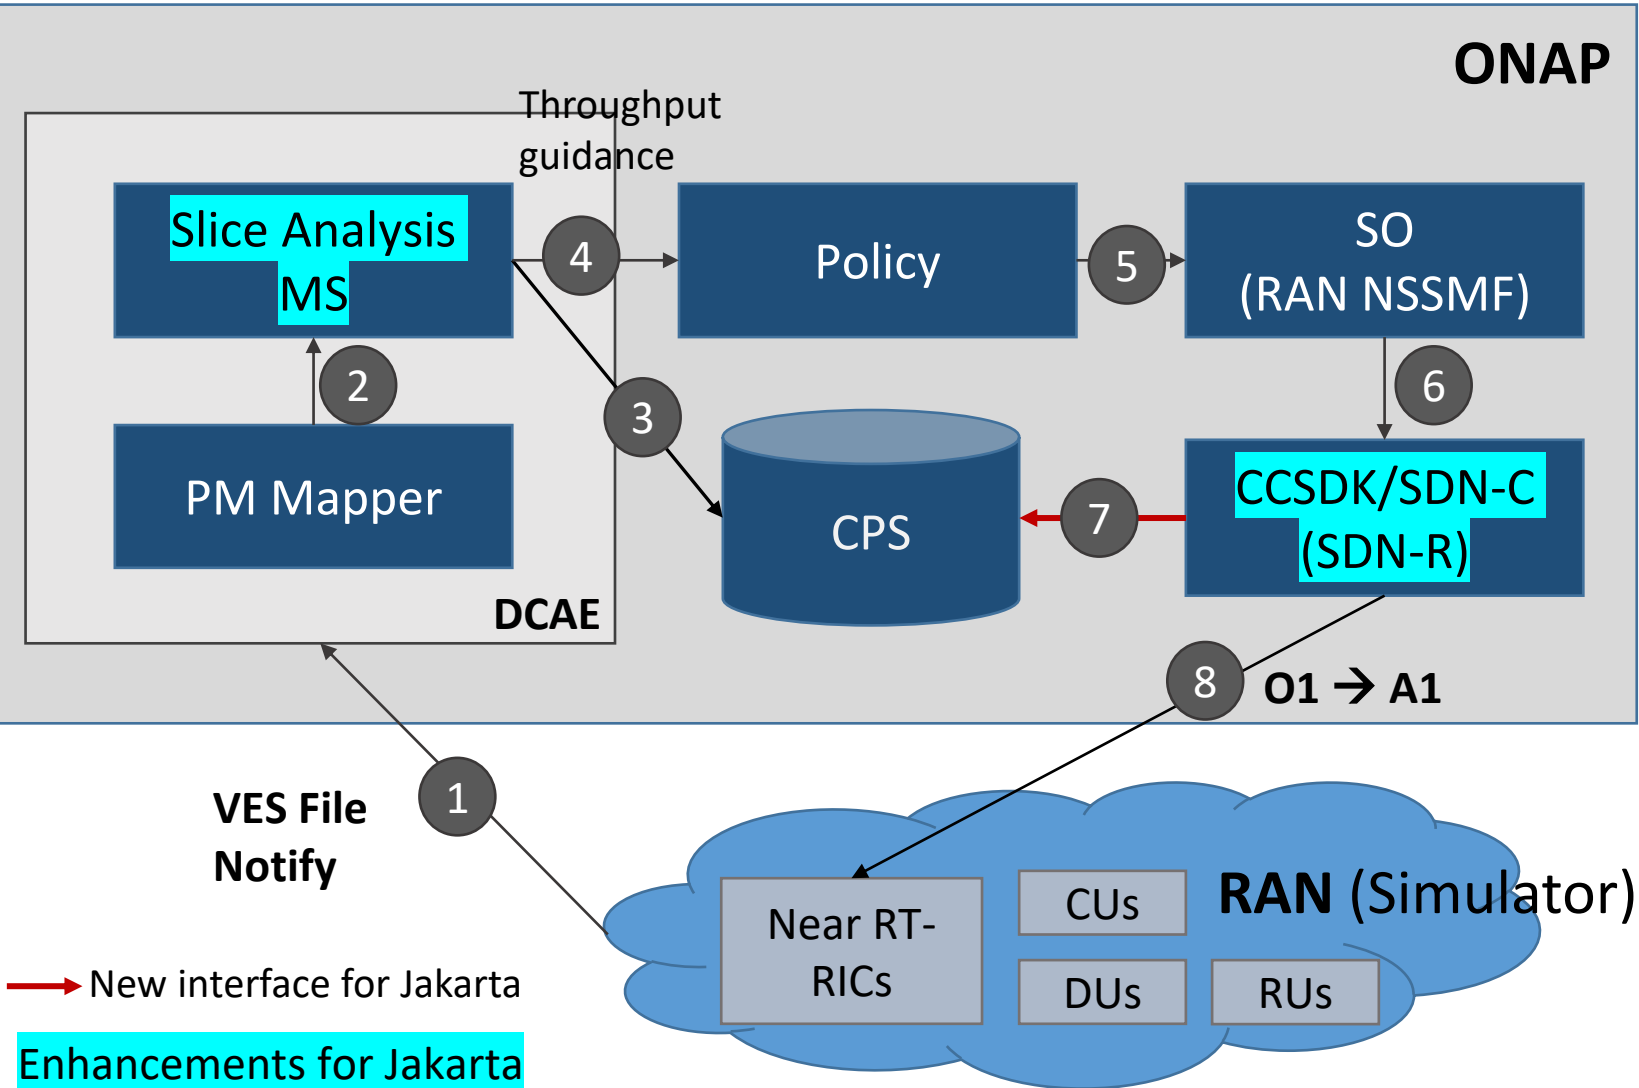 ONAP
Throughput
guidance
Slice Analysis
MS
4
Policy
5
SO
(RAN NSSMF)
2
3
6
PM Mapper
CPS
7
CCSDK/SDN-C
(SDN-R)
DCAE
8
O1 → A1
1
VES File
Notify
RAN (Simulator)
Near RT-
RICs
CUs
DUs
RUs
New interface for Jakarta
Enhancements for Jakarta